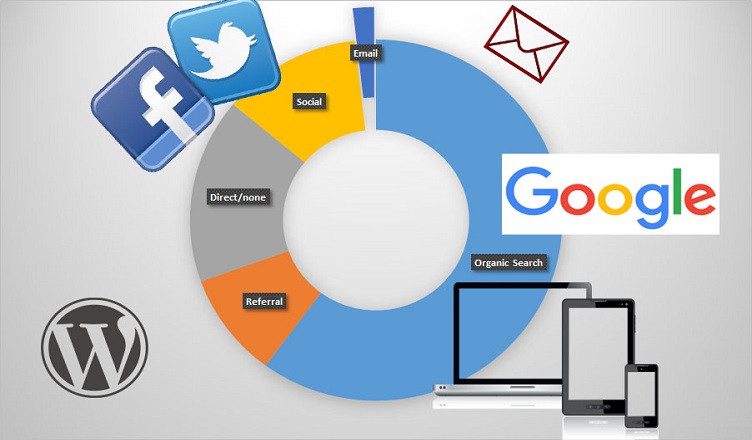 Email
Social
Google
Direct/none
Organic Search
Referral